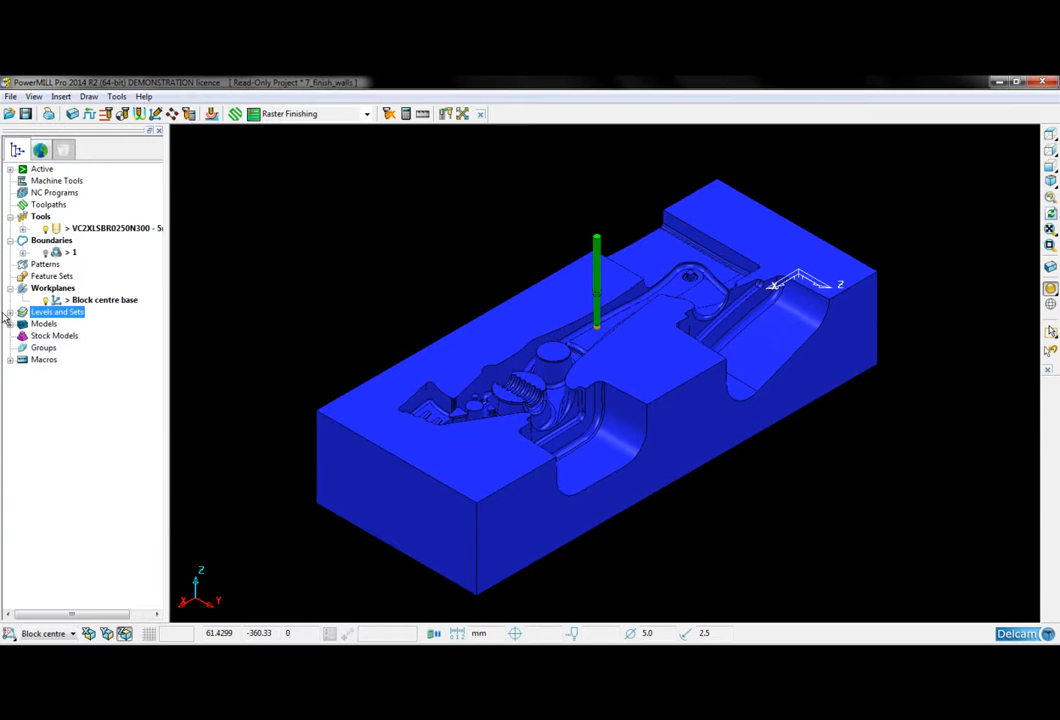 PowerMILL Pro 2014 R2 (64-bit) DEMONSTRATION licence [ Read-Only Project * 7_finish_walls ]
File View Insert Draw Tools Help
Raster Finishing
Active
Machine Tools
NC Programs
Toolpaths
Tools
> VC2XLSBR0250N300 - 5
Boundaries
> 1
Patterns
Feature Sets
Workplanes
> Block centre base
Levels and Sets
Models
Stock Models
Groups
Macros
X Z
Z
X Y
Block centre 61.4299 -360.33 0 mm 5.0 2.5 Delcam